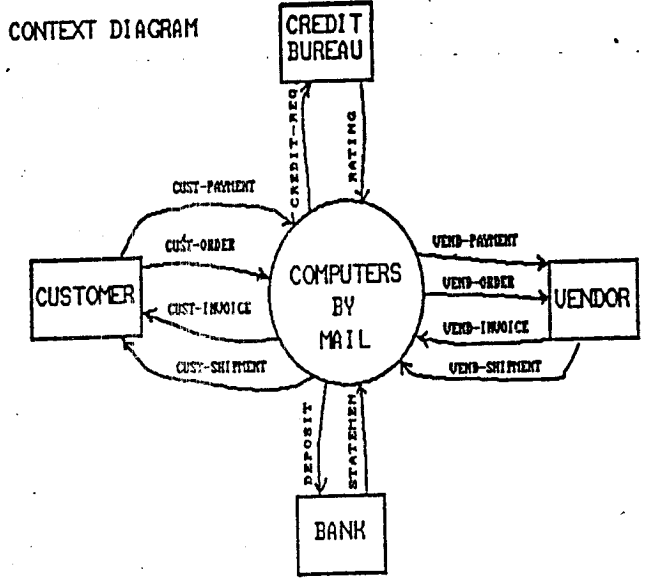 CONTEXT DIAGRAM
CREDIT
BUREAU
CREDIT-REQ
RATING
CUST-PAYMENT
CUST-ORDER
CUST-INVOICE
CUST-SHIPMENT
CUSTOMER
COMPUTERS
BY
MAIL
VEND-PAYMENT
VEND-ORDER
VEND-INVOICE
VEND-SHIPMENT
VENDOR
DEPOSIT
STATEMEN
BANK